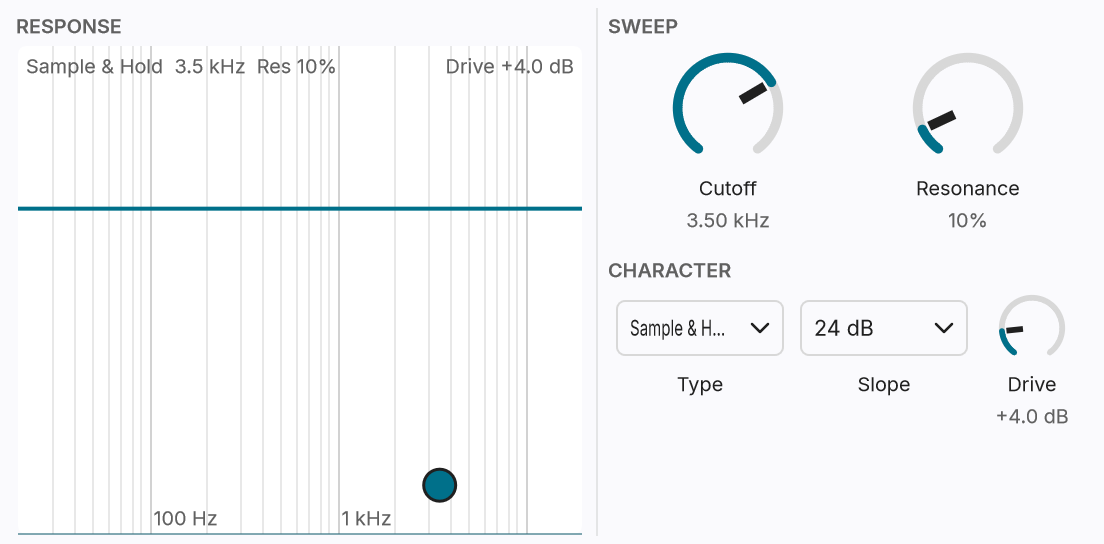 RESPONSE
Sample & Hold 3.5 kHz Res 10% Drive +4.0 dB
100 Hz 1 kHz
SWEEP
Cutoff Resonance
3.50 kHz 10%
CHARACTER
Sample & H... 24 dB
Type Slope Drive
+4.0 dB